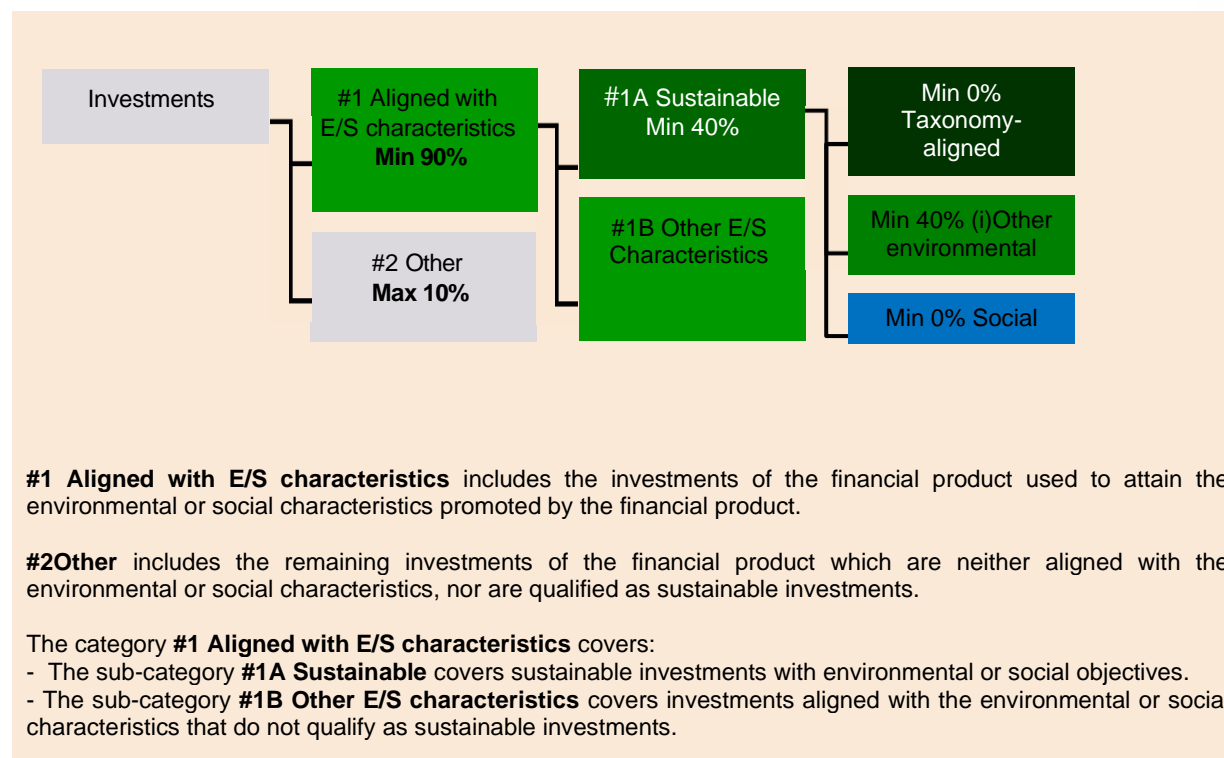 Investments
#1 Aligned with
E/S characteristics
Min 90%
#2 Other
Max 10%
#1A Sustainable
Min 40%
#1B Other E/S
Characteristics
Min 0%
Taxonomy-
aligned
Min 40% (i)Other
environmental
Min 0% Social
#1 Aligned with E/S characteristics includes the investments of the financial product used to attain the
environmental or social characteristics promoted by the financial product.
#2Other includes the remaining investments of the financial product which are neither aligned with the
environmental or social characteristics, nor are qualified as sustainable investments.
The category #1 Aligned with E/S characteristics covers:
- The sub-category #1A Sustainable covers sustainable investments with environmental or social objectives.
- The sub-category #1B Other E/S characteristics covers investments aligned with the environmental or social
characteristics that do not qualify as sustainable investments.